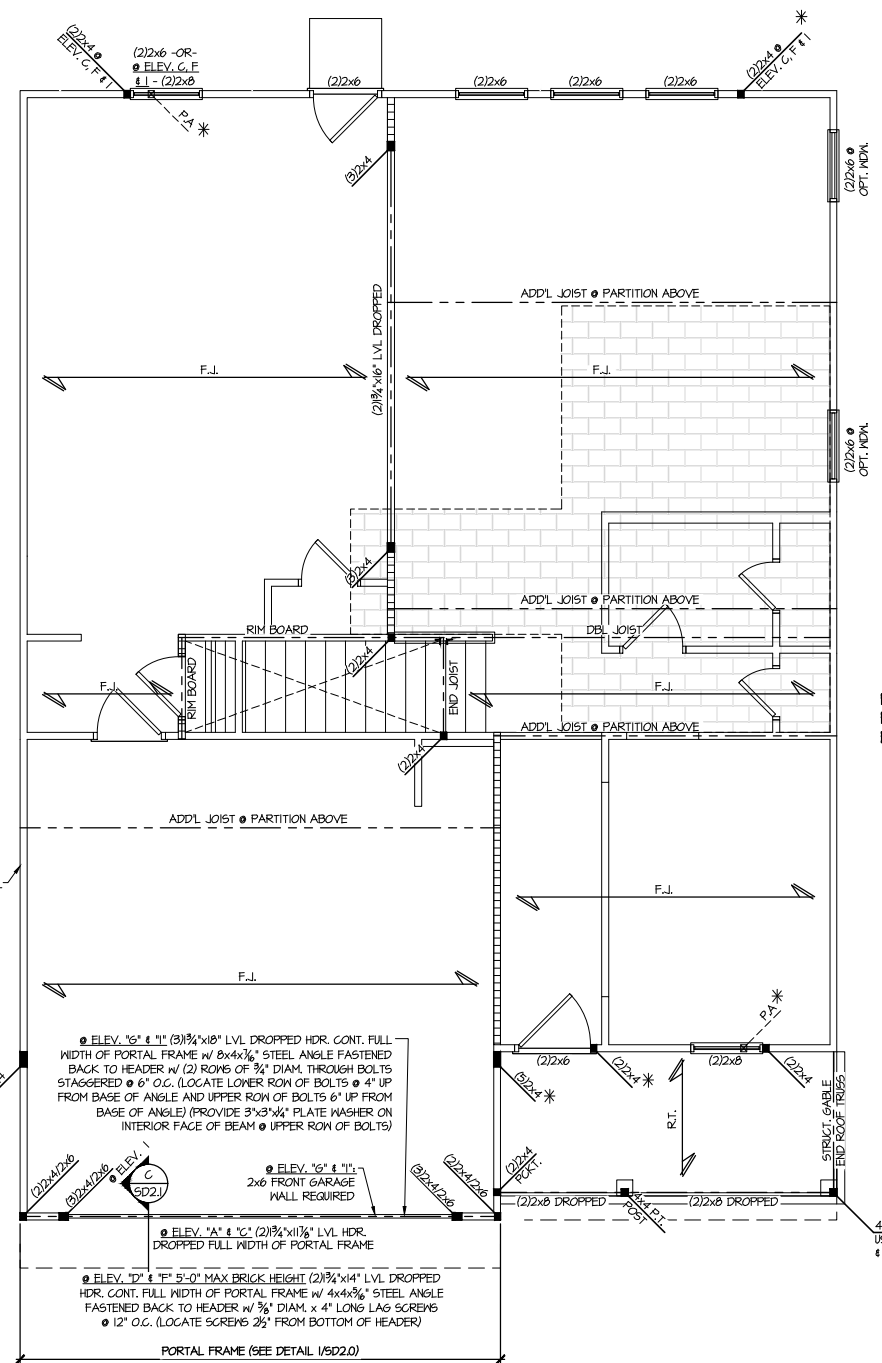 (2)2x4 @
ELEV. C, F & I
(2)2x6 -OR-
@ ELEV. C, F
& I - (2)2x8
P.A *
(2)2x6
(2)2x6
(2)2x6
(2)2x6
*
(2)2x4 @
ELEV. C, F & I
(3)2x4
(2)2x6 @
OPT. WDW.
ADD'L JOIST @ PARTITION ABOVE
(2)1¾"x16" LVL DROPPED
F.J.
F.J.
(2)2x6 @
OPT. WDW.
(3)2x4
ADD'L JOIST @ PARTITION ABOVE
RIM BOARD
DBL JOIST
(2)2x4
RIM BOARD
END JOIST
F.J.
F.J.
ADD'L JOIST @ PARTITION ABOVE
(2)2x4
ADD'L JOIST @ PARTITION ABOVE
F.J.
F.J.
@ ELEV. "G" & "I" (3)1¾"x18" LVL DROPPED HDR. CONT. FULL
WIDTH OF PORTAL FRAME W/ 8x4x7/16" STEEL ANGLE FASTENED
BACK TO HEADER W/ (2) ROWS OF ¾" DIAM. THROUGH BOLTS
STAGGERED @ 6" O.C. (LOCATE LOWER ROW OF BOLTS @ 4" UP
FROM BASE OF ANGLE AND UPPER ROW OF BOLTS 6" UP FROM
BASE OF ANGLE) (PROVIDE 3"x3"x¼" PLATE WASHER ON
INTERIOR FACE OF BEAM @ UPPER ROW OF BOLTS)
P.A *
(2)2x6
(2)2x4 *
(2)2x8
(2)2x4
(5)2x4 *
R.T.
STRUCT. GABLE
END ROOF TRUSS
(2)2x4/2x6
(3)2x4/2x6
@ ELEV. I
C
SD2.1
@ ELEV. "G" & "I":
2x6 FRONT GARAGE
WALL REQUIRED
(3)2x4/2x6
(2)2x4/2x6
(2)2x4
PCKT.
(2)2x8 DROPPED
4x4 P.T.
POST
(2)2x8 DROPPED
@ ELEV. "A" & "C" (2)1¾"x11⅞" LVL HDR.
DROPPED FULL WIDTH OF PORTAL FRAME
@ ELEV. "D" & "F" 5'-0" MAX BRICK HEIGHT (2)1¾"x14" LVL DROPPED
HDR. CONT. FULL WIDTH OF PORTAL FRAME W/ 4x4x5/16" STEEL ANGLE
FASTENED BACK TO HEADER W/ ⅝" DIAM. x 4" LONG LAG SCREWS
@ 12" O.C. (LOCATE SCREWS 2½" FROM BOTTOM OF HEADER)
PORTAL FRAME (SEE DETAIL 1/SD2.0)